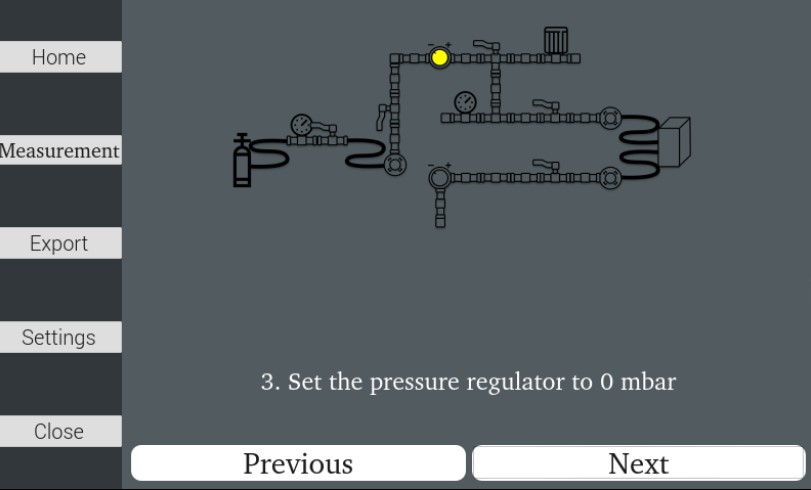 Home
Measurement
Export
Settings
Close
- +
- +
3. Set the pressure regulator to 0 mbar
Previous
Next